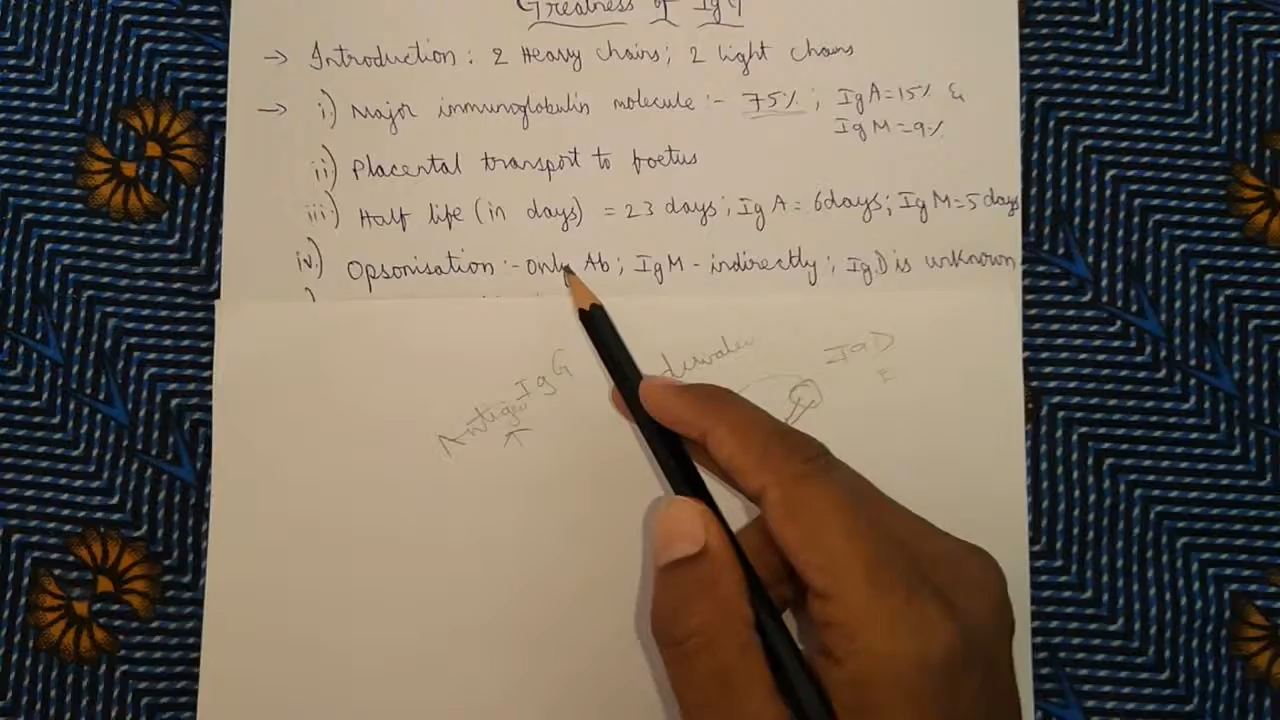 Greatness of IgG
→ Introduction : 2 Heavy chains; 2 light chains
→ i.) Major immunoglobulin molecule :- 75%; IgA=15% &
IgM=9%
ii) Placental transport to foetus
iii.) Half life (in days) = 23 days; IgA = 6days; IgM=5days
iv.) Opsonisation :- Only Ab; IgM - indirectly; IgD is unknown
IgG
IgD
Antigen
E